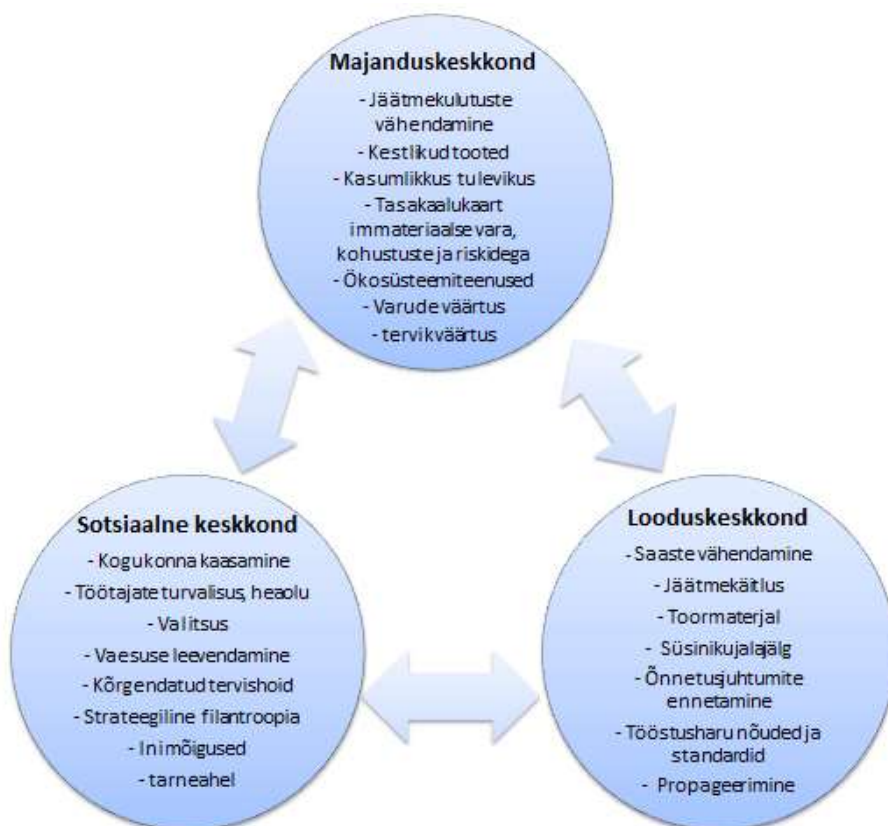 Majanduskeskkond
- Jäätmekulutuste
vähendamine
- Kestlikud tooted
- Kasumlikkus tulevikus
- Tasakaalukaart
immateriaalse vara,
kohustuste ja riskidega
- Ökosüsteemiteenused
- Varude väärtus
- tervikväärtus
Sotsiaalne keskkond
- Kogukonna kaasamine
- Töötajate turvalisus, heaolu
- Valitsus
- Vaesuse leevendamine
- Kõrgendatud tervishoid
- Strateegiline filantroopia
- Inimõigused
- tarneahel
Looduskeskkond
- Saaste vähendamine
- Jäätmekäitlus
- Toormaterjal
- Süsinikujalajälg
- Õnnetusjuhtumite
ennetamine
- Tööstusharu nõuded ja
standardid
- Propageerimine